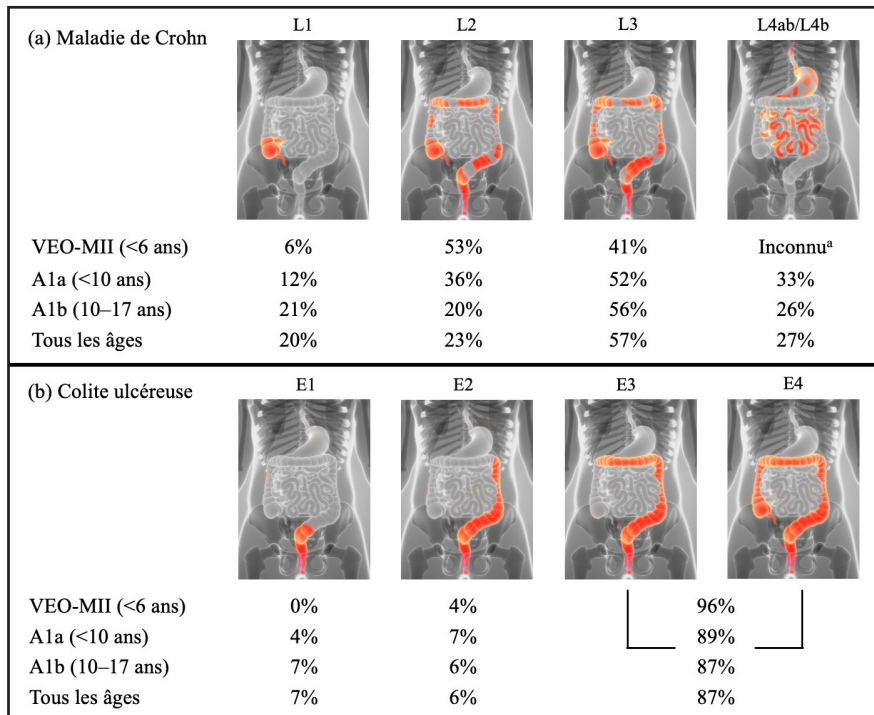 (a) Maladie de Crohn L1 L2 L3 L4ab/L4b
VEO-MII (<6 ans) 6% 53% 41% Inconnuᵃ
A1a (<10 ans) 12% 36% 52% 33%
A1b (10–17 ans) 21% 20% 56% 26%
Tous les âges 20% 23% 57% 27%
(b) Colite ulcéreuse E1 E2 E3 E4
VEO-MII (<6 ans) 0% 4% 96%
A1a (<10 ans) 4% 7% 89%
A1b (10–17 ans) 7% 6% 87%
Tous les âges 7% 6% 87%